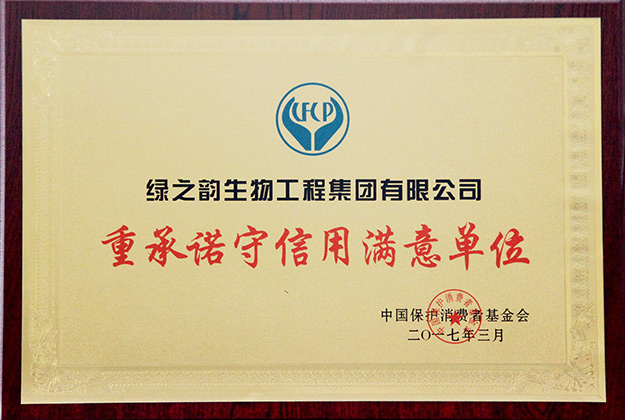 CFCP
绿之韵生物工程集团有限公司
重承诺守信用满意单位
中国保护消费者基金会
二〇一七年三月